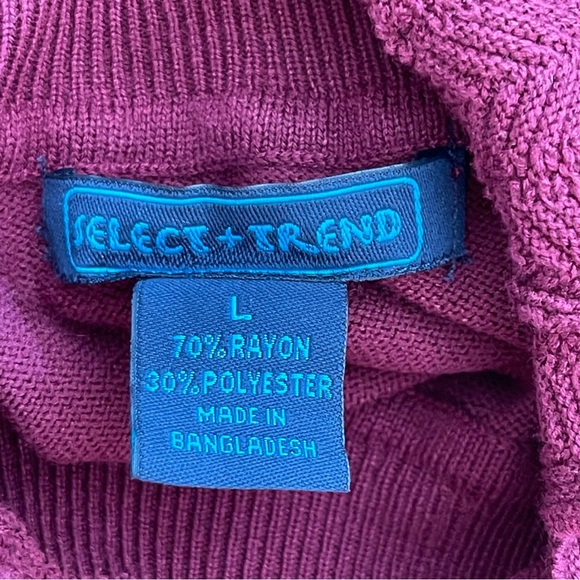 SELECT+TREND
L
70%RAYON
30%POLYESTER
MADE IN
BANGLADESH